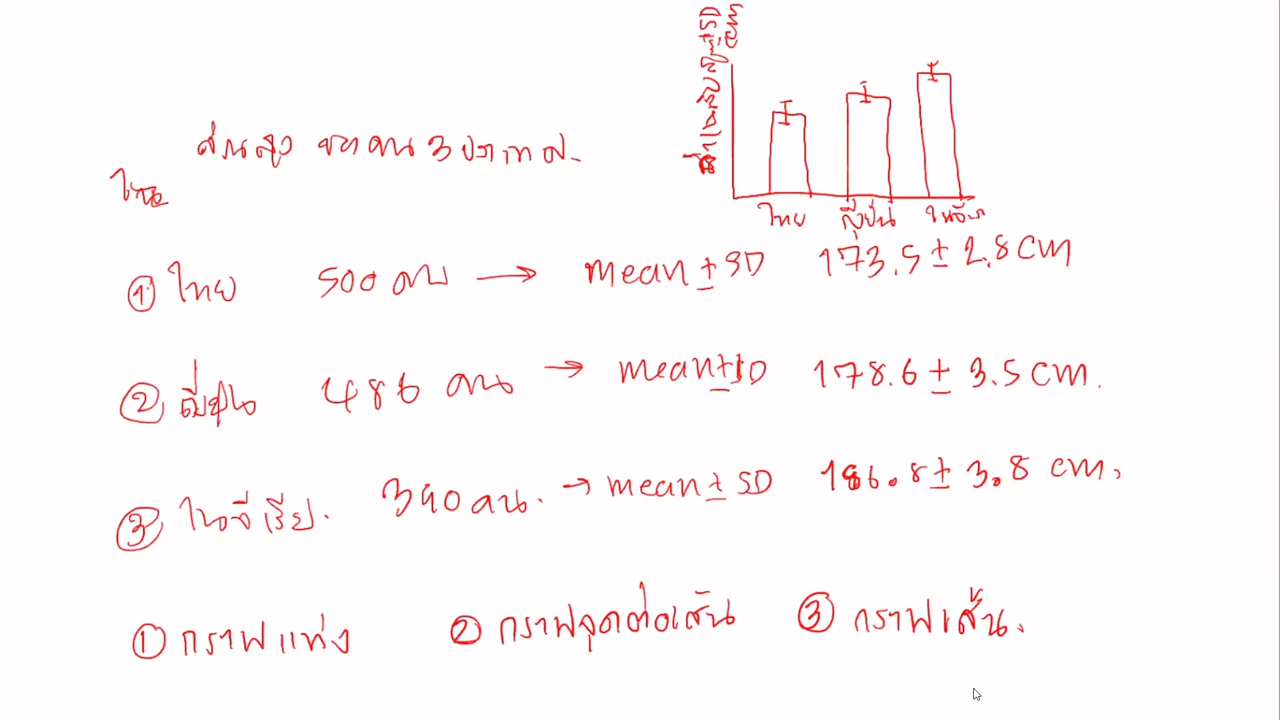 ส่วนสูง ของคน 3 ประเทศ
ไทย
ค่าเฉลี่ย ±SD
cm
ไทย ญี่ปุ่น ไนจีเ
① ไทย 500 คน → mean ± SD 173.5 ± 2.8 cm
② ญี่ปุ่น 486 คน → mean ± SD 178.6 ± 3.5 cm.
③ ไนจีเรีย. 390 คน. → mean ± SD 186.8 ± 3.8 cm,
① กราฟแท่ง ② กราฟจุดต่อเส้น ③ กราฟเส้น.